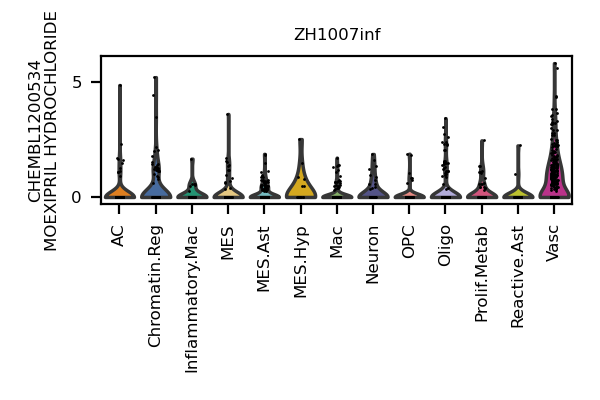 ZH1007inf
CHEMBL1200534
MOEXIPRIL HYDROCHLORIDE
5
0
AC
Chromatin.Reg
Inflammatory.Mac
MES
MES.Ast
MES.Hyp
Mac
Neuron
OPC
Oligo
Prolif.Metab
Reactive.Ast
Vasc